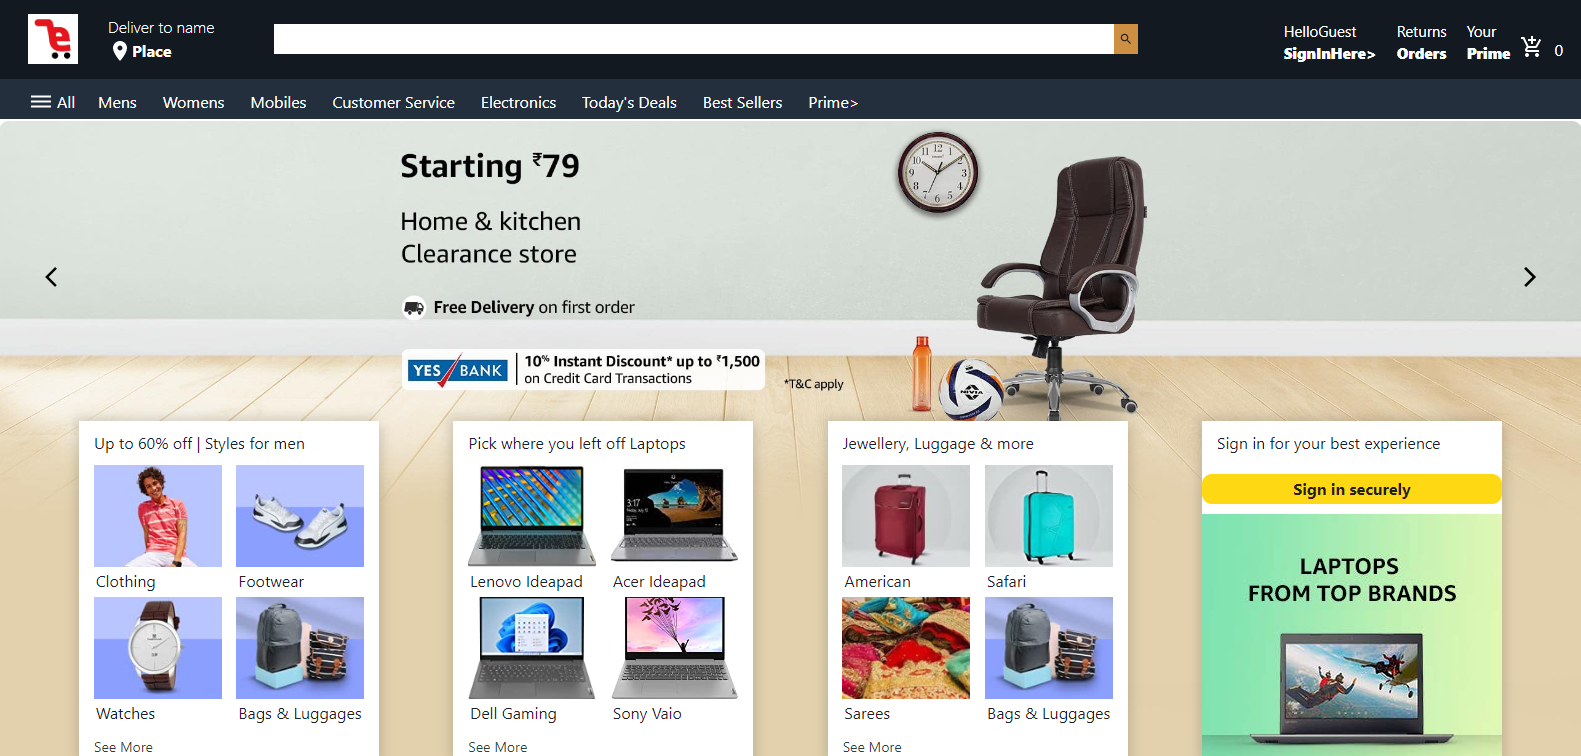 Deliver to name
Place
HelloGuest
SignInHere>
Returns
Orders
Your
Prime
0
All
Mens
Womens
Mobiles
Customer Service
Electronics
Today's Deals
Best Sellers
Prime>
Starting ₹79
Home & kitchen
Clearance store
Free Delivery on first order
YES BANK
10% Instant Discount* up to ₹1,500
on Credit Card Transactions
*T&C apply
NIVIA
Up to 60% off | Styles for men
Clothing
Footwear
Watches
Bags & Luggages
See More
Pick where you left off Laptops
3:17
Lenovo Ideapad
Acer Ideapad
Dell Gaming
Sony Vaio
See More
Jewellery, Luggage & more
American
Safari
Sarees
Bags & Luggages
See More
Sign in for your best experience
Sign in securely
LAPTOPS
FROM TOP BRANDS